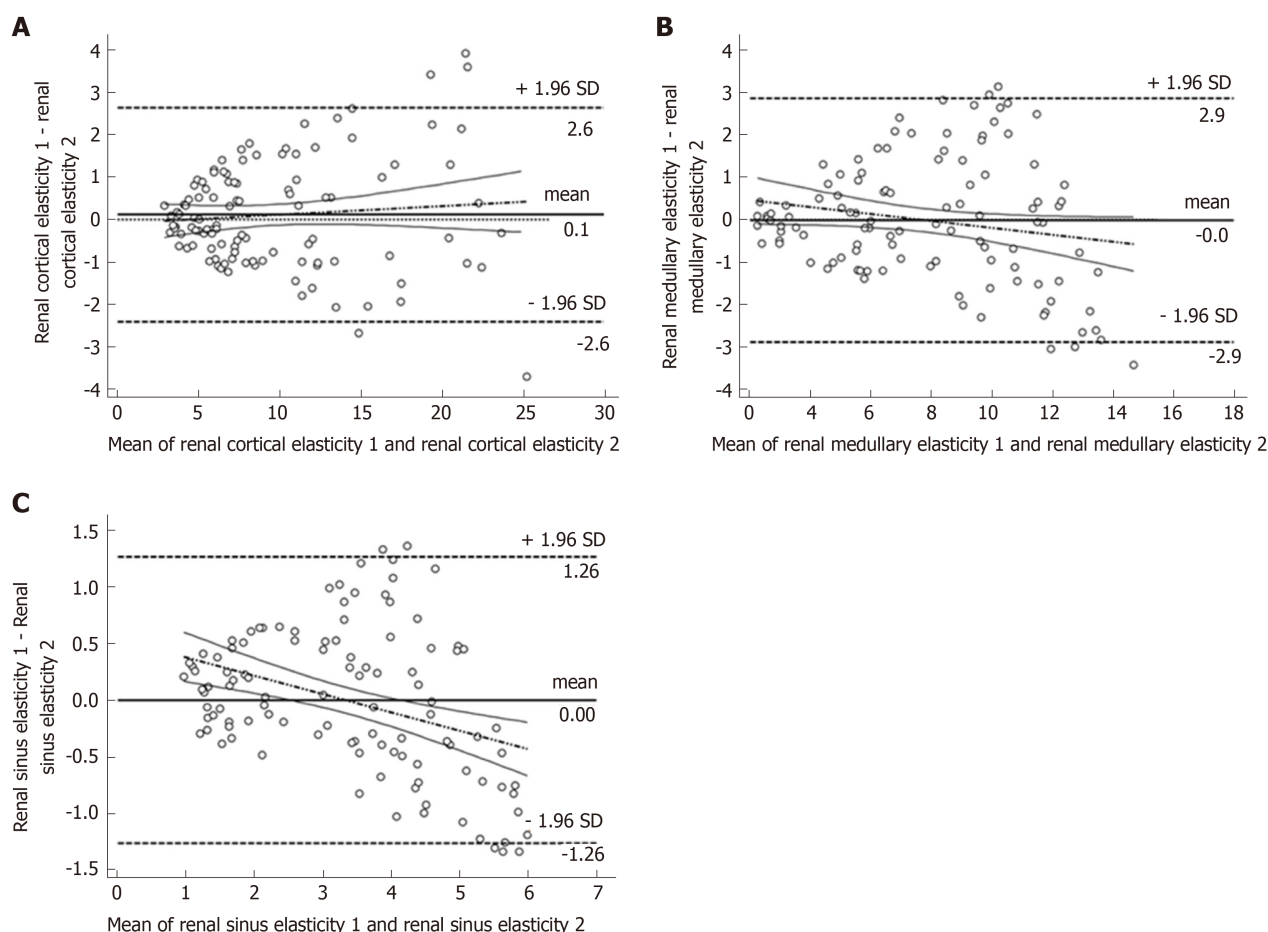 A
Renal cortical elasticity 1 - renal
cortical elasticity 2
4
3
2
1
0
-1
-2
-3
-4
+ 1.96 SD
2.6
mean
0.1
- 1.96 SD
-2.6
0 5 10 15 20 25 30
Mean of renal cortical elasticity 1 and renal cortical elasticity 2
B
Renal medullary elasticity 1 - renal
medullary elasticity 2
4
3
2
1
0
-1
-2
-3
-4
+ 1.96 SD
2.9
mean
-0.0
- 1.96 SD
-2.9
0 4 6 8 10 12 14 16 18
Mean of renal medullary elasticity 1 and renal medullary elasticity 2
C
Renal sinus elasticity 1 - Renal
sinus elasticity 2
1.5
1.0
0.5
0.0
-0.5
-1.0
-1.5
+ 1.96 SD
1.26
mean
0.00
- 1.96 SD
-1.26
0 1 2 3 4 5 6 7
Mean of renal sinus elasticity 1 and renal sinus elasticity 2